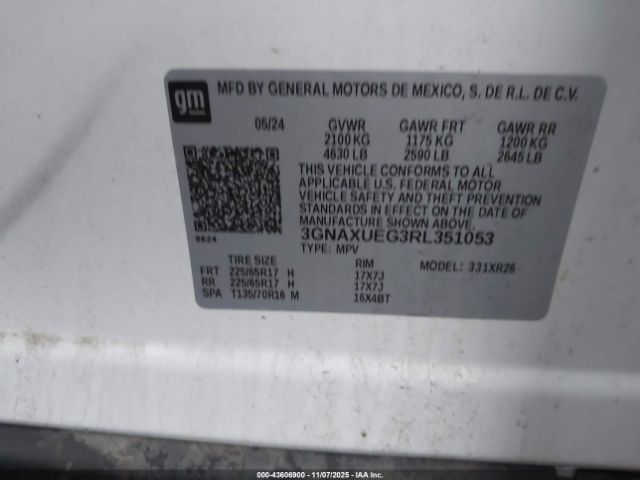 gm
MFD BY GENERAL MOTORS DE MEXICO, S. DE R.L. DE C.V.
05/24 GVWR GAWR FRT GAWR RR
2100 KG 1175 KG 1200 KG
4630 LB 2590 LB 2645 LB
THIS VEHICLE CONFORMS TO ALL
APPLICABLE U.S. FEDERAL MOTOR
VEHICLE SAFETY AND THEFT PREVENTION
STANDARDS IN EFFECT ON THE DATE OF
MANUFACTURE SHOWN ABOVE.
0624
3GNAXUEG3RL351053
TYPE: MPV
TIRE SIZE RIM MODEL: 331XR26
FRT 225/65R17 H 17X7J
RR 225/65R17 H 17X7J
SPA T135/70R16 M 16X4BT
000-43606900 - 11/07/2025 - IAA Inc.